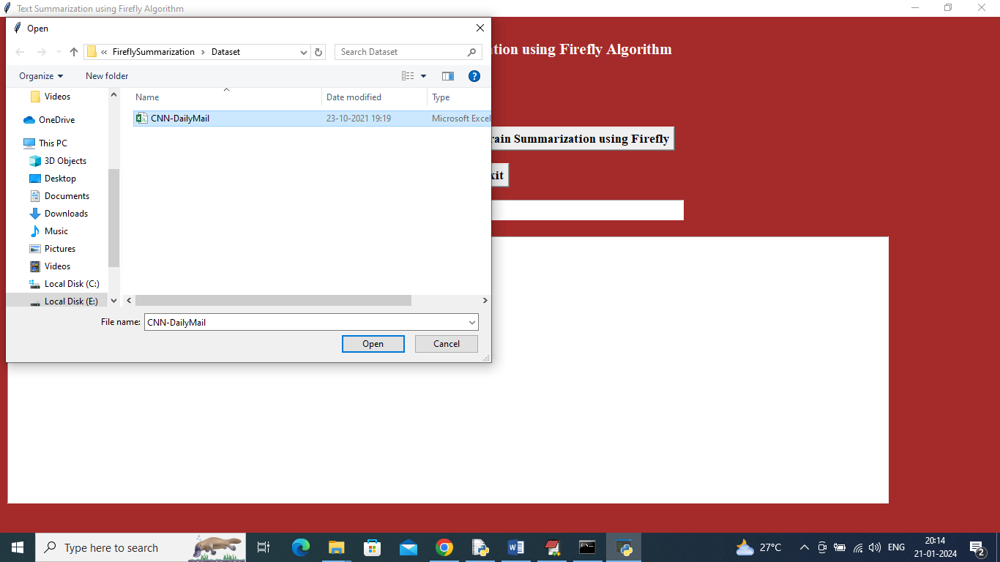 Text Summarization using Firefly Algorithm
Open
« FireflySummarization › Dataset
Search Dataset
using Firefly Algorithm
Organize
New folder
Name
Date modified
Type
Videos
OneDrive
This PC
3D Objects
Desktop
Documents
Downloads
Music
Pictures
Videos
Local Disk (C:)
Local Disk (E:)
CNN-DailyMail
23-10-2021 19:19
Microsoft Excel
Summarization using Firefly
File name:
CNN-DailyMail
Open
Cancel
Type here to search
27°C
ENG
20:14
21-01-2024
2